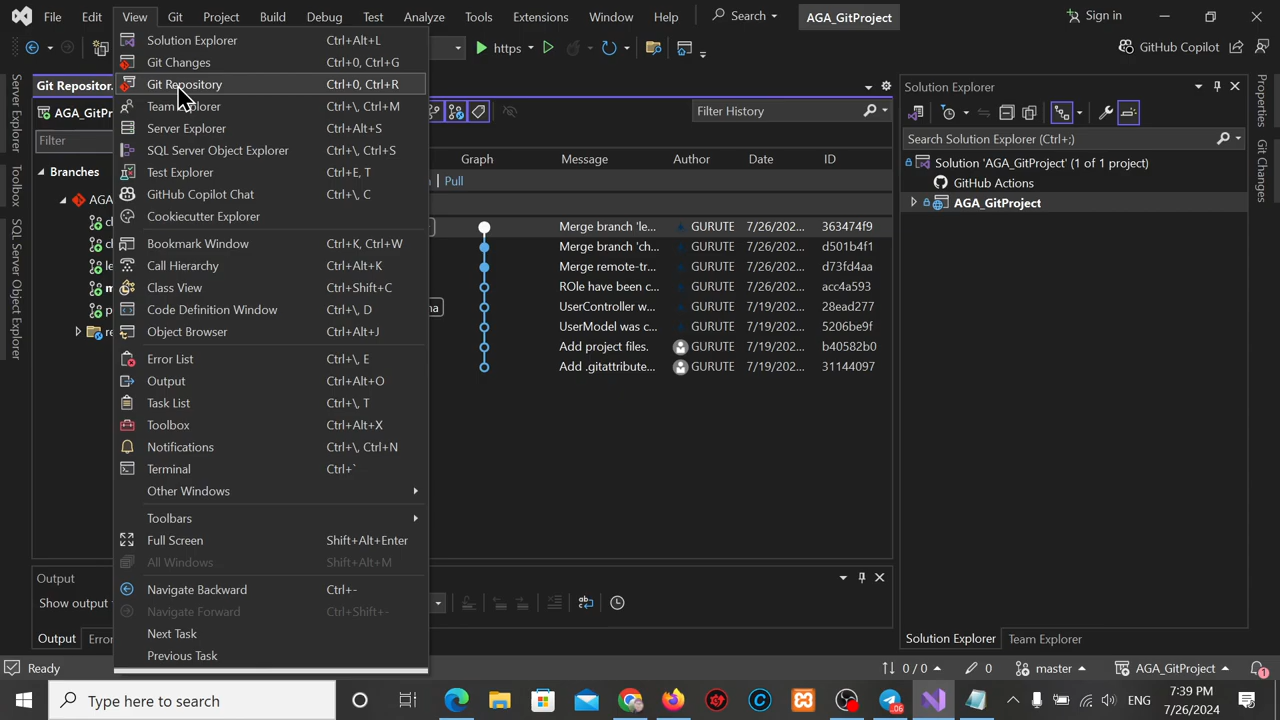 File Edit View Git Project Build Debug Test Analyze Tools Extensions Window Help Search AGA_GitProject Sign in
https GitHub Copilot
Solution Explorer Ctrl+Alt+L
Git Changes Ctrl+0, Ctrl+G
Git Repository Ctrl+0, Ctrl+R
Team Explorer Ctrl+\, Ctrl+M
Server Explorer Ctrl+Alt+S
SQL Server Object Explorer Ctrl+\, Ctrl+S
Test Explorer Ctrl+E, T
GitHub Copilot Chat Ctrl+\, C
Cookiecutter Explorer
Bookmark Window Ctrl+K, Ctrl+W
Call Hierarchy Ctrl+Alt+K
Class View Ctrl+Shift+C
Code Definition Window Ctrl+\, D
Object Browser Ctrl+Alt+J
Error List Ctrl+\, E
Output Ctrl+Alt+O
Task List Ctrl+\, T
Toolbox Ctrl+Alt+X
Notifications Ctrl+\, Ctrl+N
Terminal Ctrl+`
Other Windows
Toolbars
Full Screen Shift+Alt+Enter
All Windows Shift+Alt+M
Navigate Backward Ctrl+-
Navigate Forward Ctrl+Shift+-
Next Task
Previous Task
Server Explorer
Toolbox
SQL Server Object Explorer
Git Repositor
AGA_GitPr
Filter
Branches
AGA
Filter History
Graph Message Author Date ID
Pull
Merge branch 'le... GURUTE 7/26/202... 363474f9
Merge branch 'ch... GURUTE 7/26/202... d501b4f1
Merge remote-tr... GURUTE 7/26/202... d73fd4aa
ROle have been c... GURUTE 7/26/202... acc4a593
UserController w... GURUTE 7/19/202... 28ead277
UserModel was c... GURUTE 7/19/202... 5206be9f
Add project files. GURUTE 7/19/202... b40582b0
Add .gitattribute... GURUTE 7/19/202... 31144097
Output
Show output
Output Erro
Solution Explorer
Search Solution Explorer (Ctrl+;)
Solution 'AGA_GitProject' (1 of 1 project)
GitHub Actions
AGA_GitProject
Solution Explorer Team Explorer
Git Changes
Ready 0 / 0 0 master AGA_GitProject 1
Type here to search .06 ENG 7:39 PM
7/26/2024